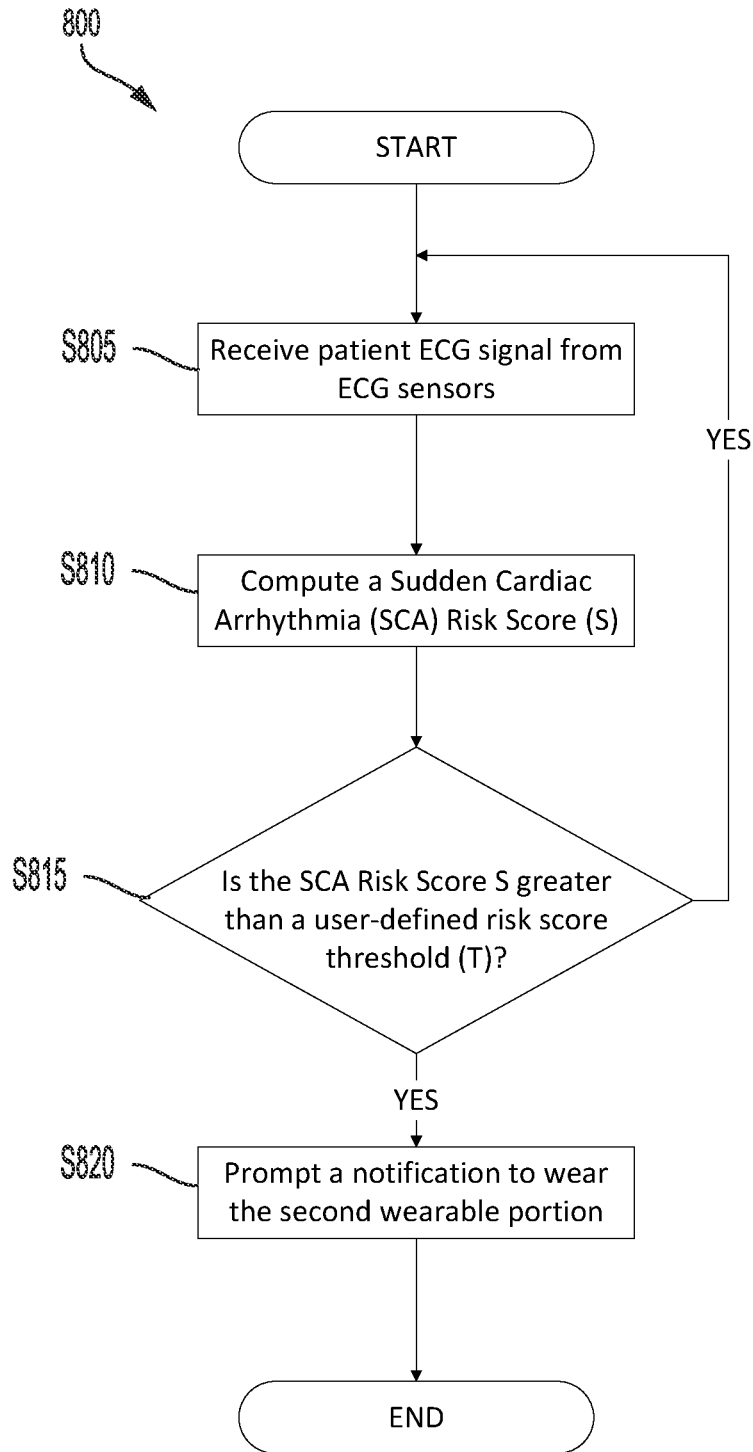 800
START
S805
Receive patient ECG signal from
ECG sensors
YES
S810
Compute a Sudden Cardiac
Arrhythmia (SCA) Risk Score (S)
S815
Is the SCA Risk Score S greater
than a user-defined risk score
threshold (T)?
YES
S820
Prompt a notification to wear
the second wearable portion
END